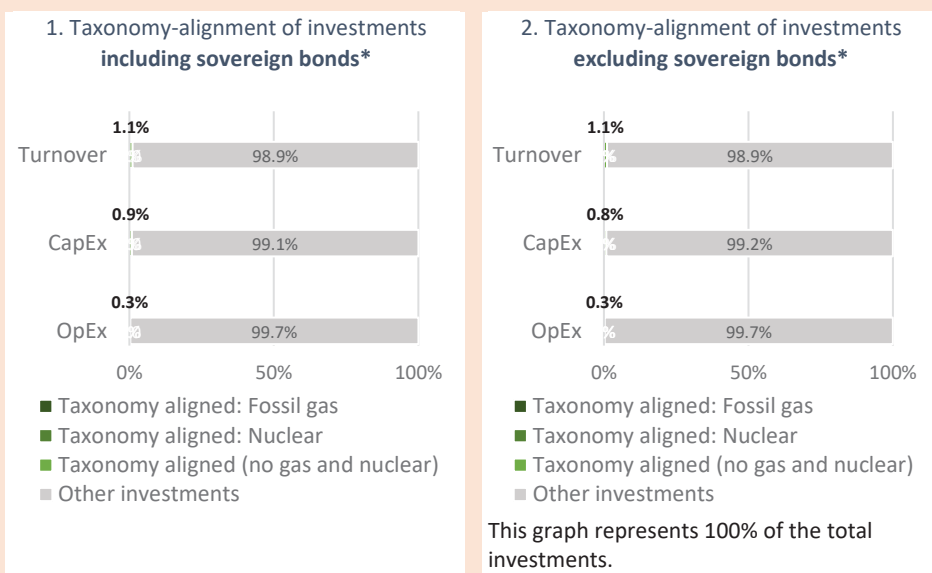 1. Taxonomy-alignment of investments
including sovereign bonds*
1.1%
Turnover
98.9%
0.9%
CapEx
99.1%
0.3%
OpEx
99.7%
0% 50% 100%
Taxonomy aligned: Fossil gas
Taxonomy aligned: Nuclear
Taxonomy aligned (no gas and nuclear)
Other investments
2. Taxonomy-alignment of investments
excluding sovereign bonds*
1.1%
Turnover
98.9%
0.8%
CapEx
99.2%
0.3%
OpEx
99.7%
0% 50% 100%
Taxonomy aligned: Fossil gas
Taxonomy aligned: Nuclear
Taxonomy aligned (no gas and nuclear)
Other investments
This graph represents 100% of the total
investments.